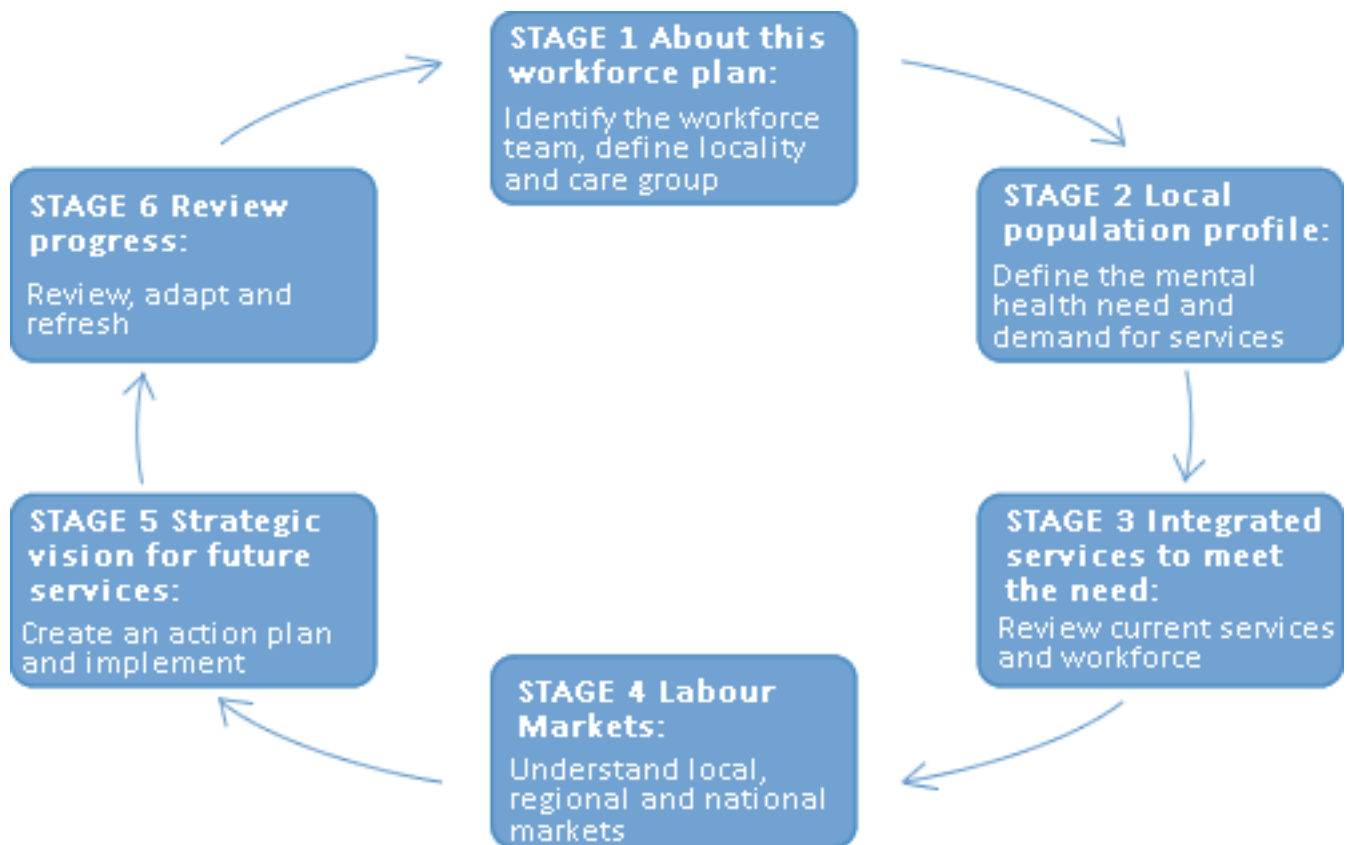 STAGE 1 About this
workforce plan:
Identify the workforce
team, define locality
and care group
STAGE 2 Local
population profile:
Define the mental
health need and
demand for services
STAGE 3 Integrated
services to meet
the need:
Review current services
and workforce
STAGE 4 Labour
Markets:
Understand local,
regional and national
markets
STAGE 5 Strategic
vision for future
services:
Create an action plan
and implement
STAGE 6 Review
progress:
Review, adapt and
refresh